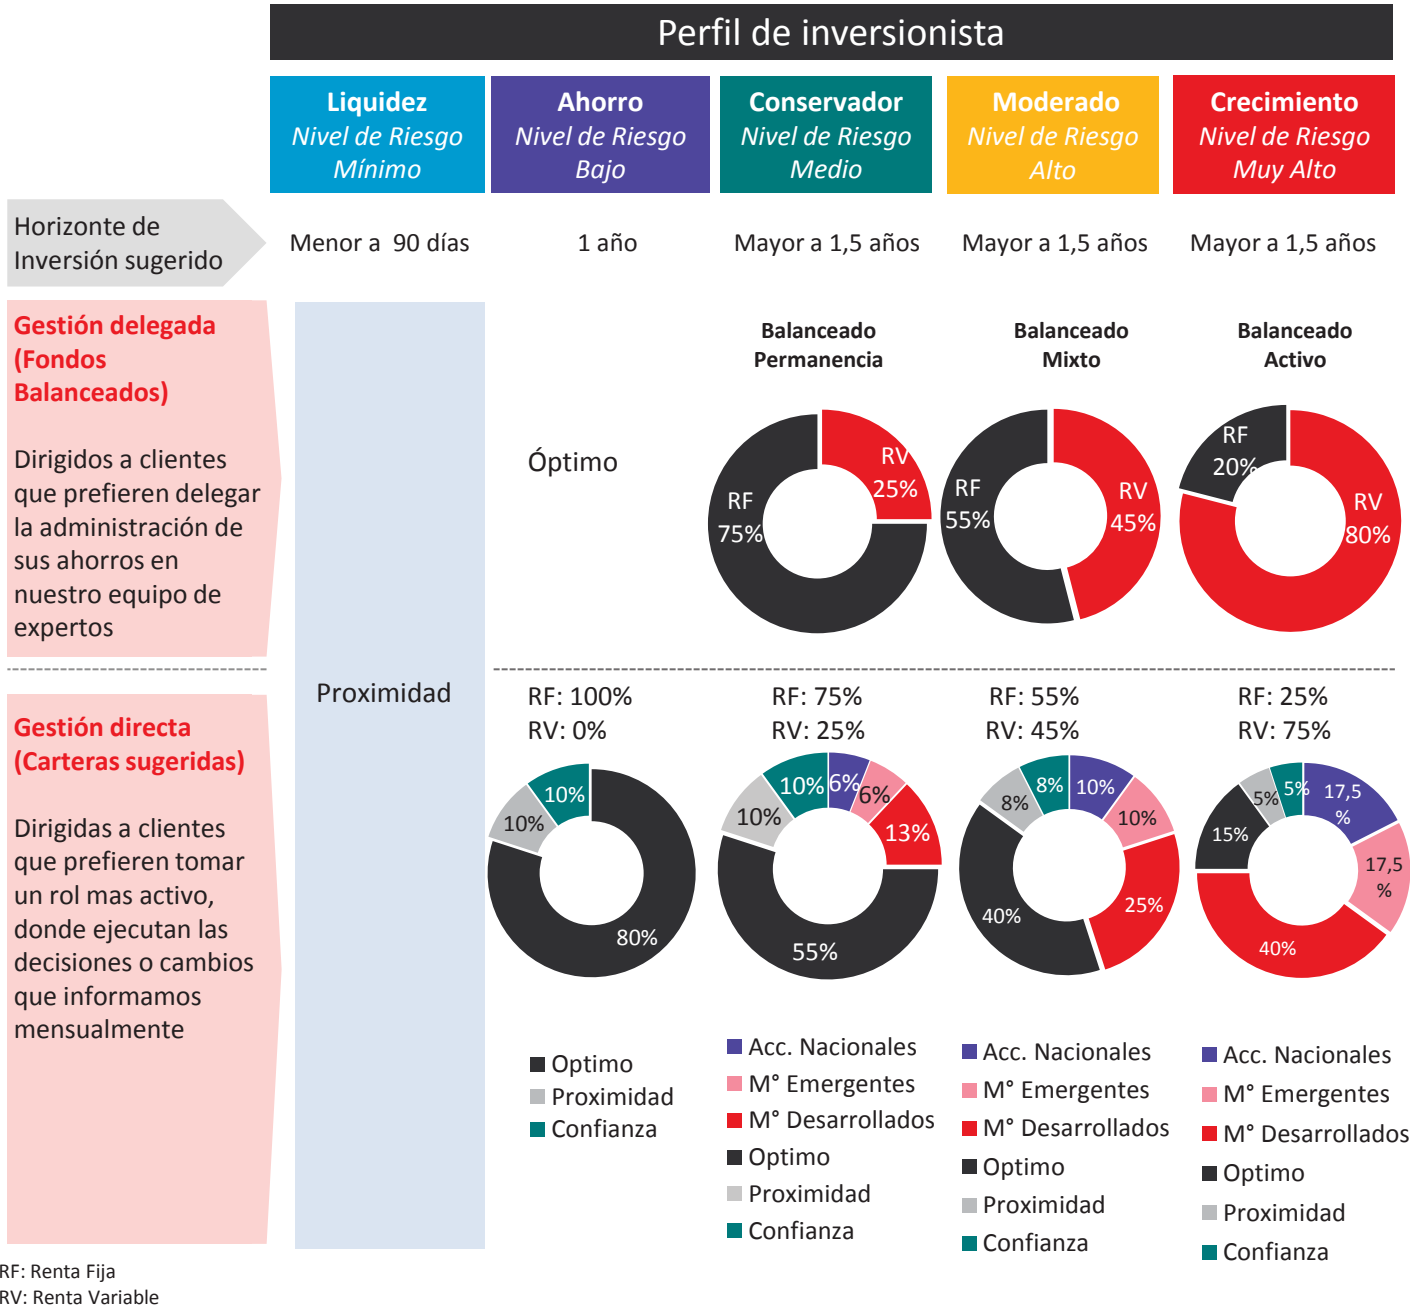 Perfil de inversionista
Liquidez
Nivel de Riesgo
Mínimo
Ahorro
Nivel de Riesgo
Bajo
Conservador
Nivel de Riesgo
Medio
Moderado
Nivel de Riesgo
Alto
Crecimiento
Nivel de Riesgo
Muy Alto
Horizonte de
Inversión sugerido
Menor a 90 días
1 año
Mayor a 1,5 años
Mayor a 1,5 años
Mayor a 1,5 años
Gestión delegada
(Fondos
Balanceados)
Dirigidos a clientes
que prefieren delegar
la administración de
sus ahorros en
nuestro equipo de
expertos
Proximidad
Óptimo
Balanceado
Permanencia
RV
25%
RF
75%
Balanceado
Mixto
RF
55%
RV
45%
Balanceado
Activo
RF
20%
RV
80%
Gestión directa
(Carteras sugeridas)
Dirigidas a clientes
que prefieren tomar
un rol mas activo,
donde ejecutan las
decisiones o cambios
que informamos
mensualmente
RF: 100%
RV: 0%
10%
10%
80%
Optimo
Proximidad
Confianza
RF: 75%
RV: 25%
10%
6%
6%
10%
13%
55%
Acc. Nacionales
M° Emergentes
M° Desarrollados
Optimo
Proximidad
Confianza
RF: 55%
RV: 45%
8%
10%
8%
10%
25%
40%
Acc. Nacionales
M° Emergentes
M° Desarrollados
Optimo
Proximidad
Confianza
RF: 25%
RV: 75%
5%
5%
17,5
%
15%
17,5
%
40%
Acc. Nacionales
M° Emergentes
M° Desarrollados
Optimo
Proximidad
Confianza
RF: Renta Fija
RV: Renta Variable